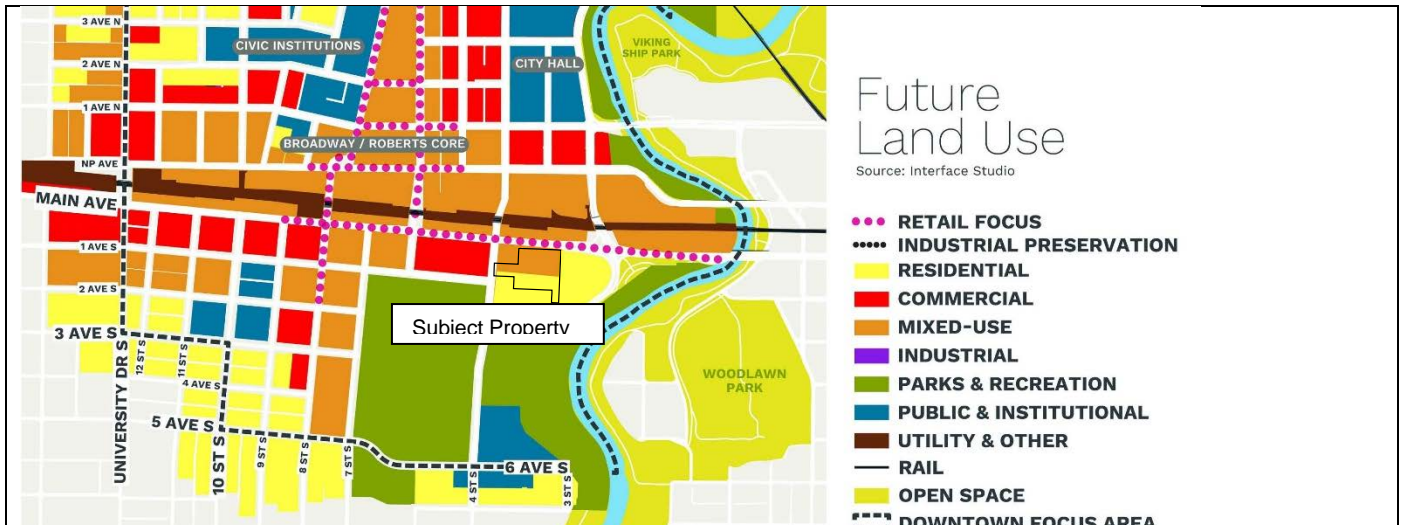 3 AVE N
CIVIC INSTITUTIONS
CITY HALL
VIKING
SHIP PARK
2 AVE N
1 AVE N
BROADWAY / ROBERTS CORE
NP AVE
MAIN AVE
1 AVE S
2 AVE S
3 AVE S
Subject Property
12 ST S
11 ST S
4 AVE S
WOODLAWN
PARK
UNIVERSITY DR S
5 AVE S
10 ST S
9 ST S
8 ST S
7 ST S
6 AVE S
4 ST S
3 ST S
Future
Land Use
Source: Interface Studio
RETAIL FOCUS
INDUSTRIAL PRESERVATION
RESIDENTIAL
COMMERCIAL
MIXED-USE
INDUSTRIAL
PARKS & RECREATION
PUBLIC & INSTITUTIONAL
UTILITY & OTHER
RAIL
OPEN SPACE
DOWNTOWN FOCUS AREA